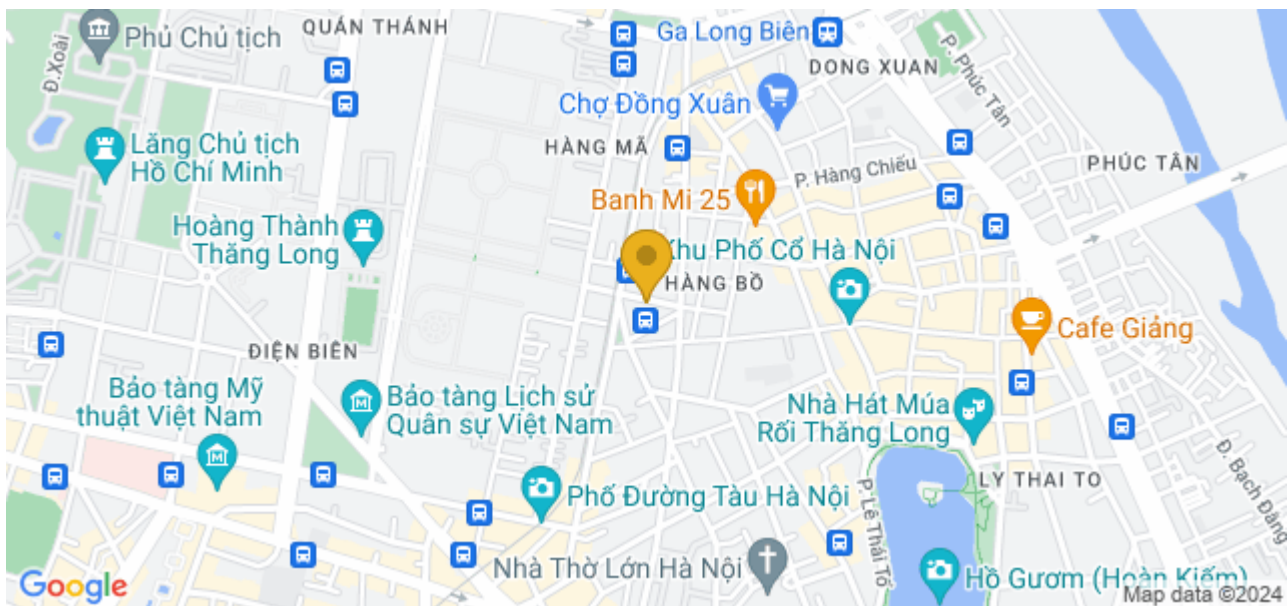 Phủ Chủ tịch
QUÁN THÁNH
Ga Long Biên
DONG XUAN
P. Phúc Tân
Đ.Xoài
Chợ Đồng Xuân
Lăng Chủ tịch
Hồ Chí Minh
HÀNG MÃ
P. Hàng Chiếu
PHÚC TÂN
Banh Mi 25
Hoàng Thành
Thăng Long
Khu Phố Cổ Hà Nội
HÀNG BỒ
Cafe Giảng
ĐIỆN BIÊN
Bảo tàng Mỹ
thuật Việt Nam
Bảo tàng Lịch sử
Quân sự Việt Nam
Nhà Hát Múa
Rối Thăng Long
Đ. Bạch Đằng
LY THAI TO
Phố Đường Tàu Hà Nội
P. Lê Thái Tổ
Nhà Thờ Lớn Hà Nội
Hồ Gươm (Hoàn Kiếm)
Google
Map data ©2024